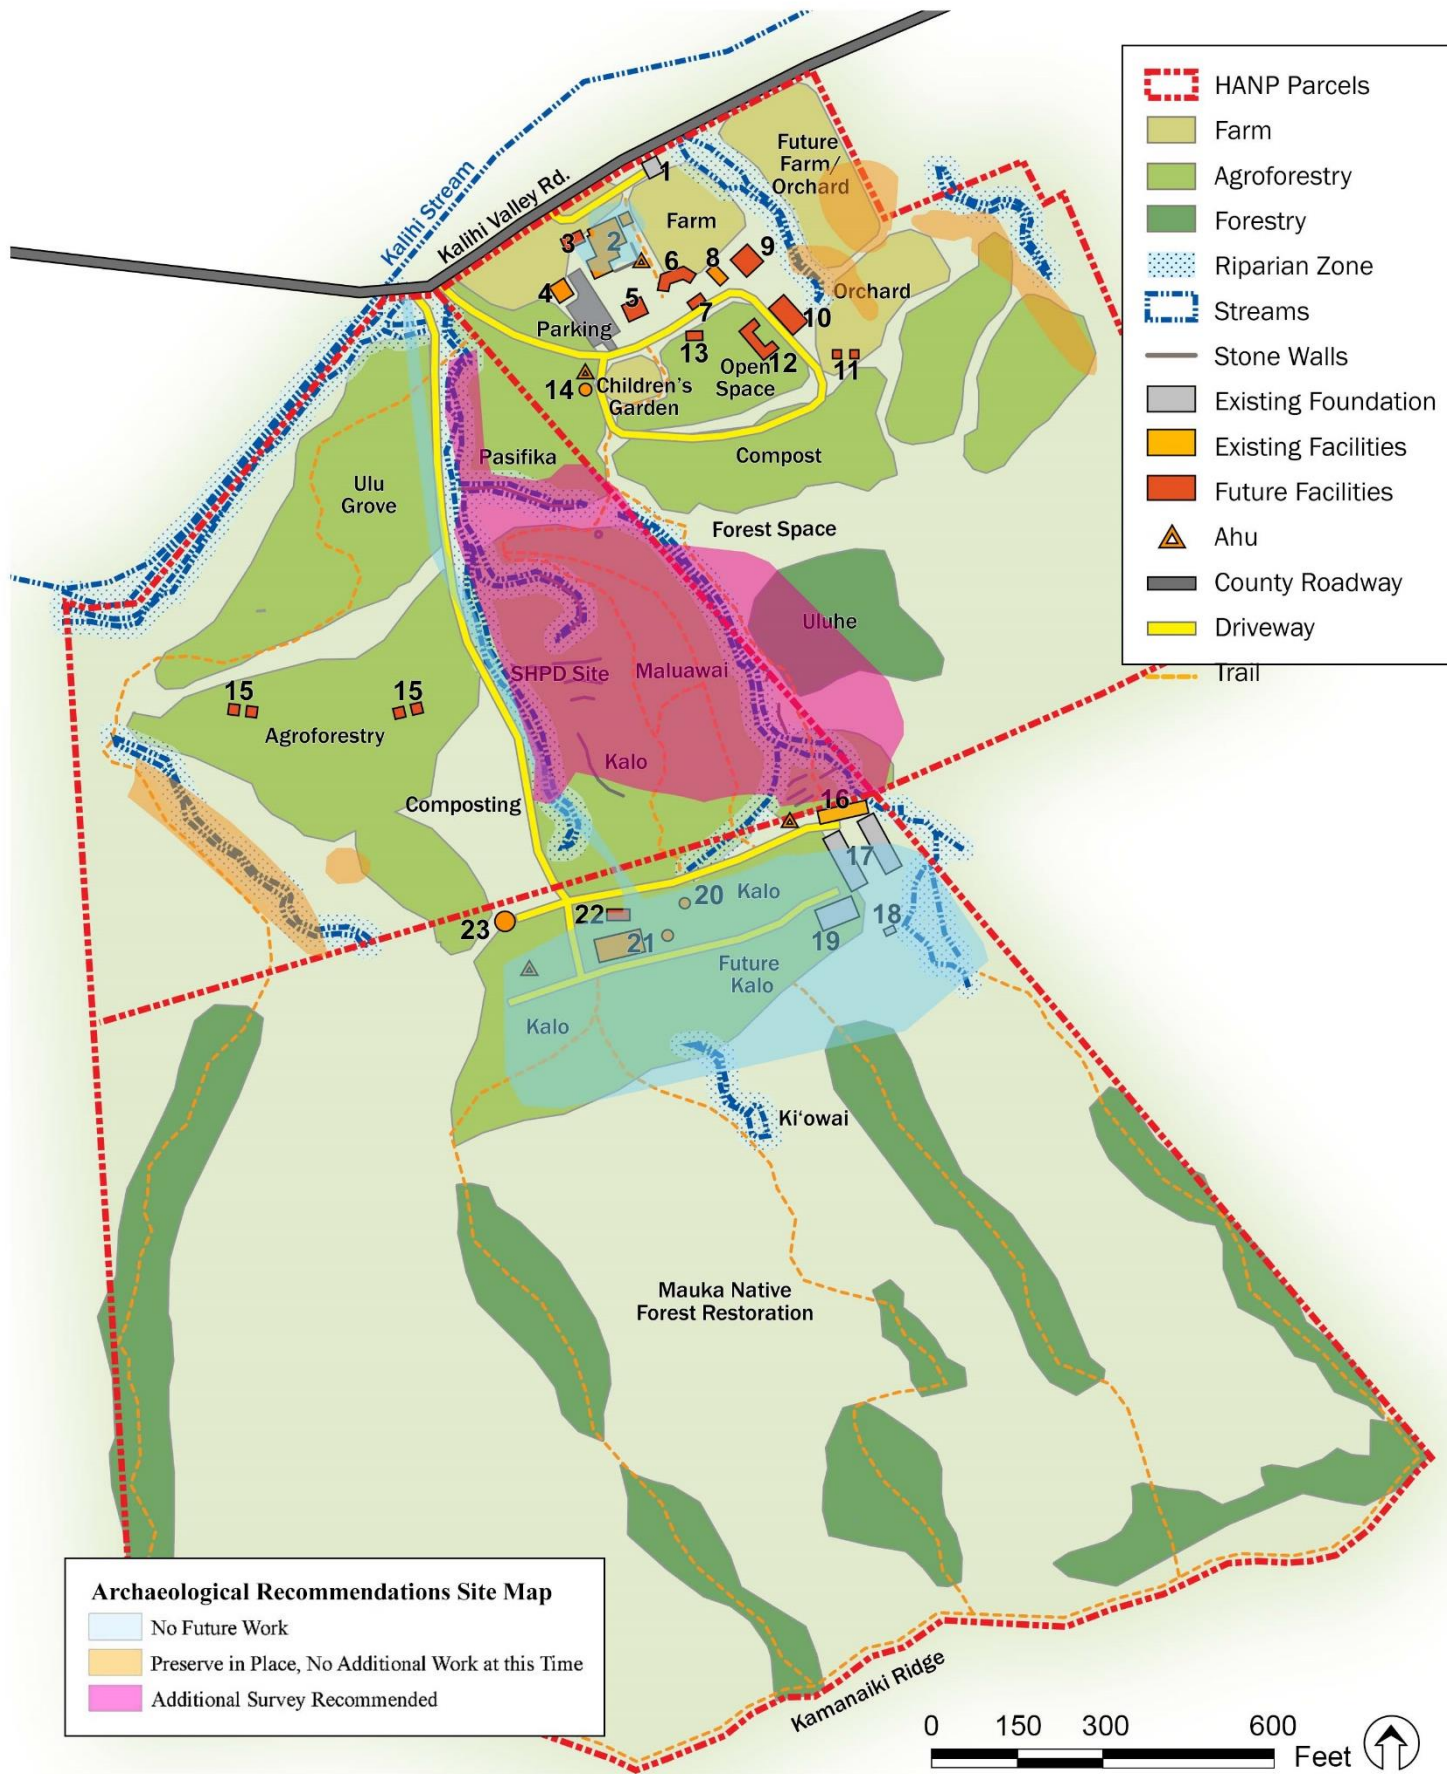 HANP Parcels
Farm
Agroforestry
Forestry
Riparian Zone
Streams
Stone Walls
Existing Foundation
Existing Facilities
Future Facilities
Ahu
County Roadway
Driveway
Trail
Kalihi Stream
Kalihi Valley Rd.
Future
Farm/
Orchard
1
Farm
3
2
6
8
9
4
5
7
Orchard
10
Parking
13
12
11
Open
Space
14
Children's
Garden
Pasifika
Compost
Ulu
Grove
Forest Space
Uluhe
SHPD Site
Maluawai
15
15
Agroforestry
Kalo
Composting
16
17
20
Kalo
22
23
21
19
18
Future
Kalo
Kalo
Ki‘owai
Mauka Native
Forest Restoration
Kamanaiki Ridge
Archaeological Recommendations Site Map
No Future Work
Preserve in Place, No Additional Work at this Time
Additional Survey Recommended
0 150 300 600
Feet